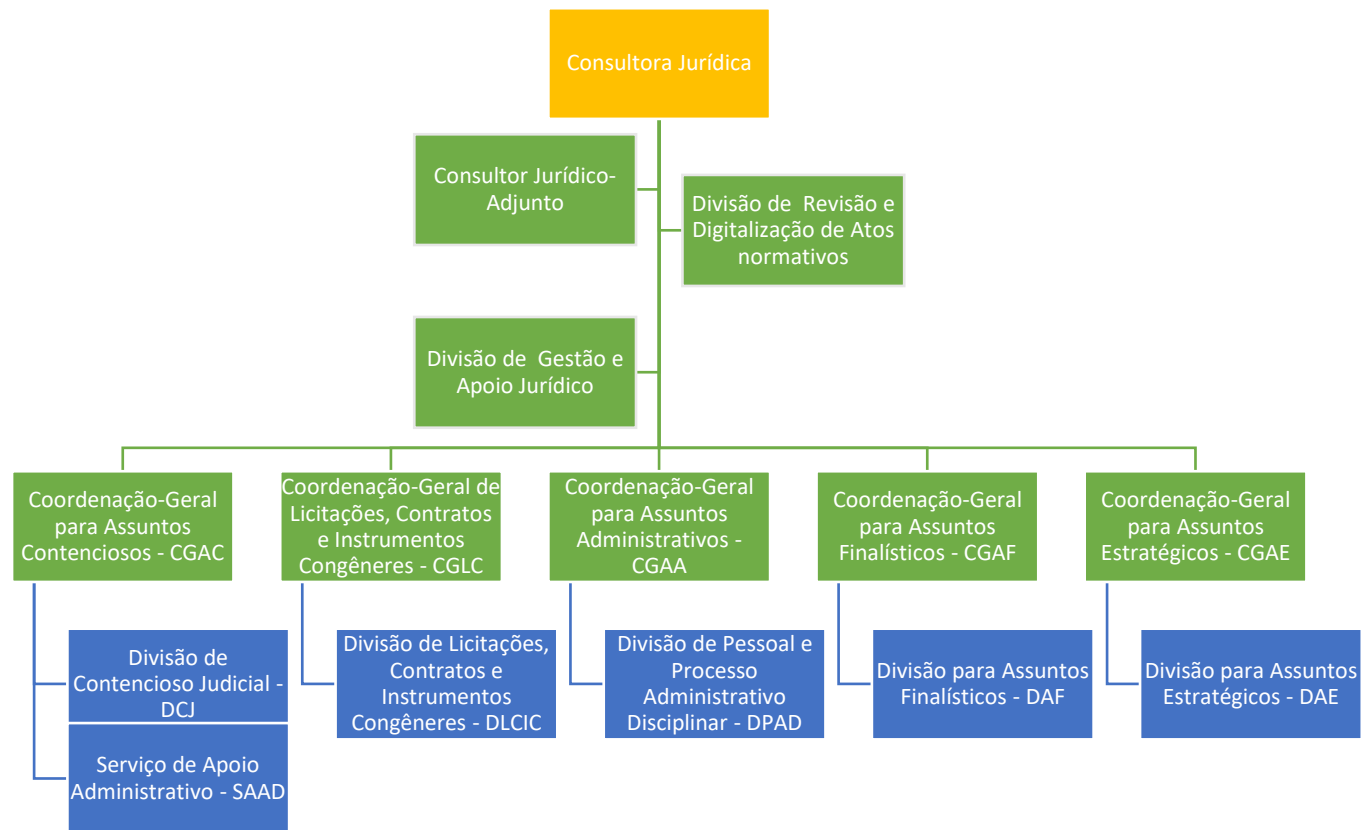 Consultora Jurídica
Consultor Jurídico-
Adjunto
Divisão de Revisão e
Digitalização de Atos
normativos
Divisão de Gestão e
Apoio Jurídico
Coordenação-Geral
para Assuntos
Contenciosos - CGAC
Coordenação-Geral de
Licitações, Contratos
e Instrumentos
Congêneres - CGLC
Coordenação-Geral
para Assuntos
Administrativos -
CGAA
Coordenação-Geral
para Assuntos
Finalísticos - CGAF
Coordenação-Geral
para Assuntos
Estratégicos - CGAE
Divisão de
Contencioso Judicial -
DCJ
Serviço de Apoio
Administrativo - SAAD
Divisão de Licitações,
Contratos e
Instrumentos
Congêneres - DLCIC
Divisão de Pessoal e
Processo
Administrativo
Disciplinar - DPAD
Divisão para Assuntos
Finalísticos - DAF
Divisão para Assuntos
Estratégicos - DAE